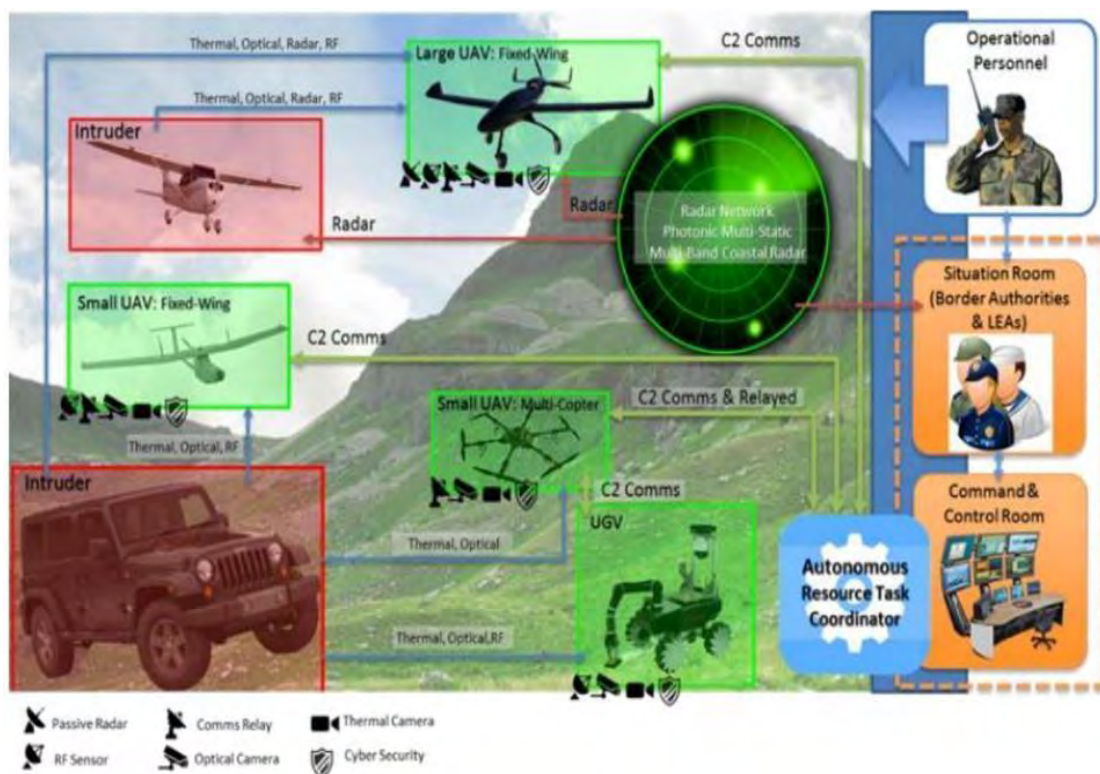 Thermal, Optical, Radar, RF
Large UAV: Fixed-Wing
C2 Comms
Operational
Personnel
Thermal, Optical, Radar, RF
Intruder
Radar
Radar
Radar Network
Photonic Multi-Static
Multi-Band Coastal Radar
Situation Room
(Border Authorities
& LEAs)
Small UAV: Fixed-Wing
C2 Comms
Small UAV: Multi-Copter
C2 Comms & Relayed
Thermal, Optical, RF
Intruder
C2 Comms
UGV
Command &
Control Room
Thermal, Optical
Autonomous
Resource Task
Coordinator
Thermal, Optical,RF
Passive Radar
Comms Relay
Thermal Camera
RF Sensor
Optical Camera
Cyber Security